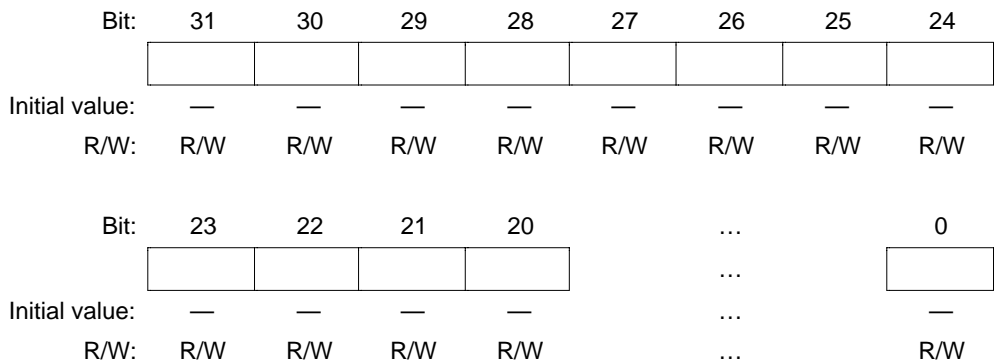 Bit: 31 30 29 28 27 26 25 24
Initial value: — — — — — — — —
R/W: R/W R/W R/W R/W R/W R/W R/W R/W
Bit: 23 22 21 20 … 0
…
Initial value: — — — — … —
R/W: R/W R/W R/W R/W … R/W